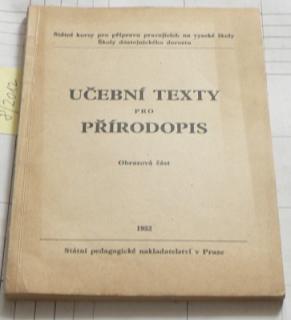 Státní kursy pro přípravu pracujících na vysoké školy
Školy důstojnického dorostu
UČEBNÍ TEXTY
PRO
PŘÍRODOPIS
Obrazová část
1952
Státní pedagogické nakladatelství v Praze